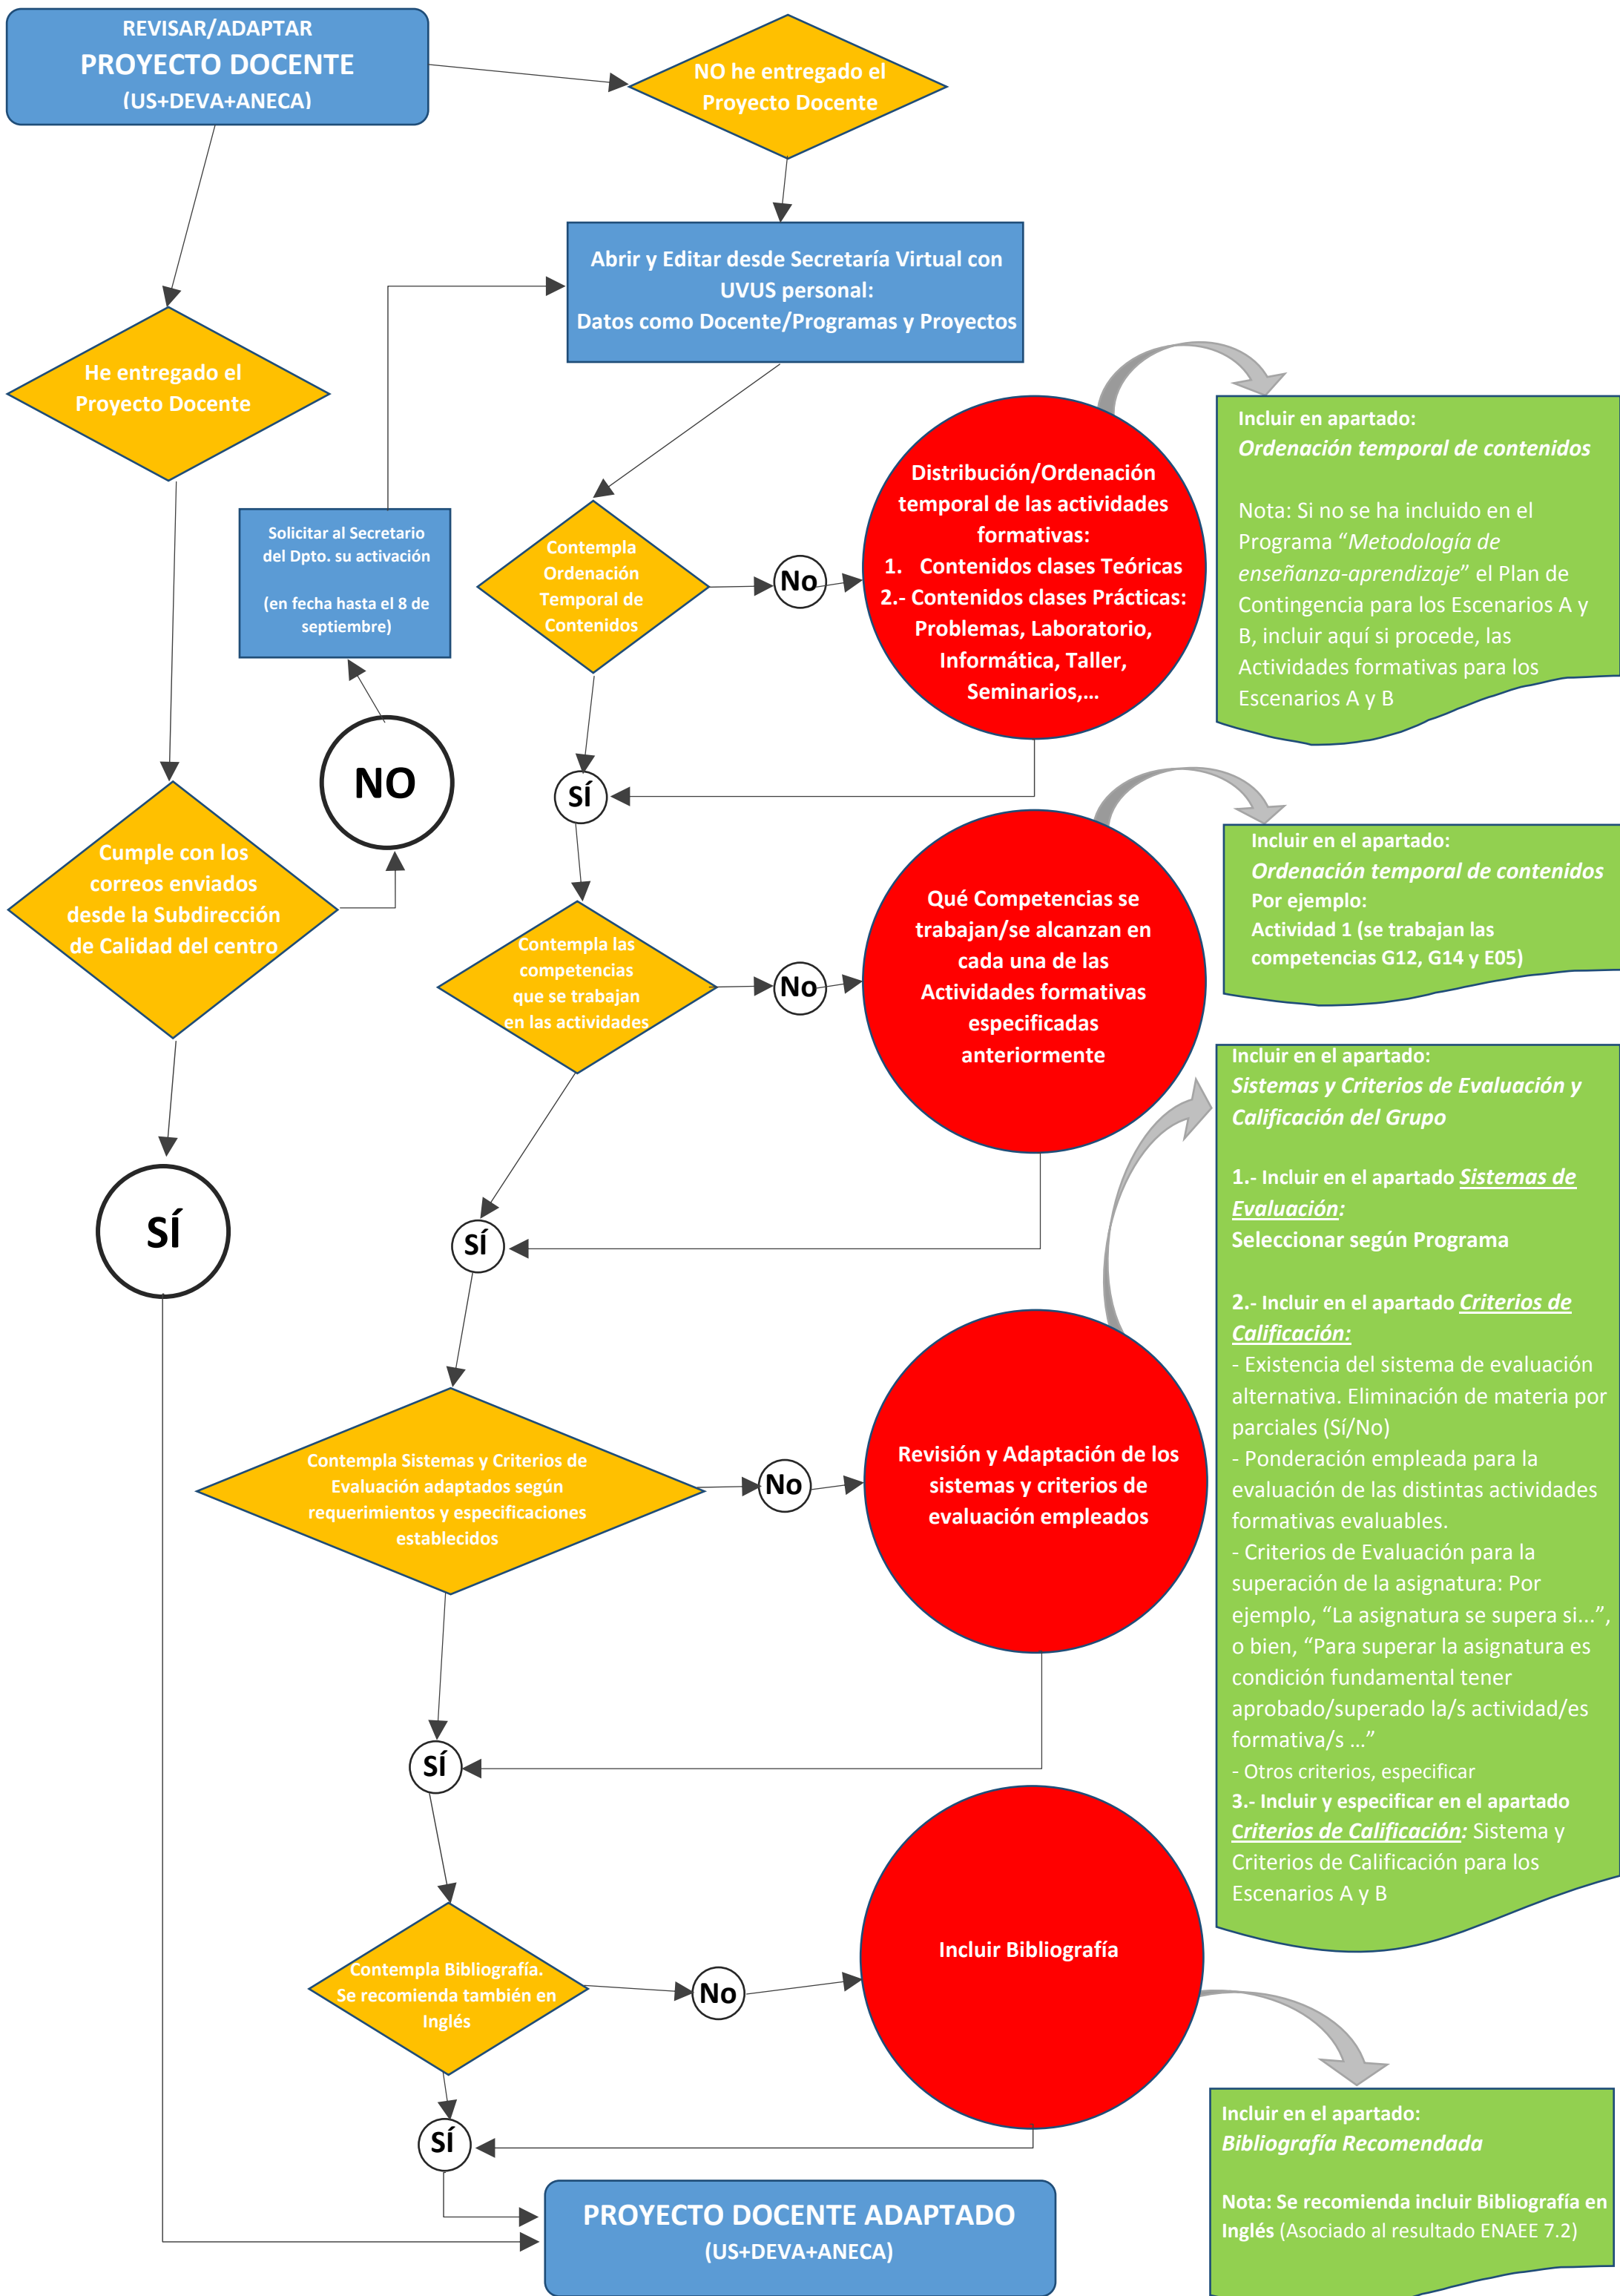 REVISAR/ADAPTAR
PROYECTO DOCENTE
(US+DEVA+ANECA)
NO he entregado el
Proyecto Docente
Abrir y Editar desde Secretaría Virtual con
UVUS personal:
Datos como Docente/Programas y Proyectos
He entregado el
Proyecto Docente
Solicitar al Secretario
del Dpto. su activación
(en fecha hasta el 8 de
septiembre)
NO
Cumple con los
correos enviados
desde la Subdirección
de Calidad del centro
SÍ
Contempla
Ordenación
Temporal de
Contenidos
No
Distribución/Ordenación
temporal de las actividades
formativas:
1. Contenidos clases Teóricas
2.- Contenidos clases Prácticas:
Problemas, Laboratorio,
Informática, Taller,
Seminarios,...
Incluir en apartado:
Ordenación temporal de contenidos
Nota: Si no se ha incluido en el
Programa “Metodología de
enseñanza-aprendizaje” el Plan de
Contingencia para los Escenarios A y
B, incluir aquí si procede, las
Actividades formativas para los
Escenarios A y B
SÍ
Contempla las
competencias
que se trabajan
en las actividades
No
Qué Competencias se
trabajan/se alcanzan en
cada una de las
Actividades formativas
especificadas
anteriormente
Incluir en el apartado:
Ordenación temporal de contenidos
Por ejemplo:
Actividad 1 (se trabajan las
competencias G12, G14 y E05)
SÍ
Contempla Sistemas y Criterios de
Evaluación adaptados según
requerimientos y especificaciones
establecidos
No
Revisión y Adaptación de los
sistemas y criterios de
evaluación empleados
Incluir en el apartado:
Sistemas y Criterios de Evaluación y
Calificación del Grupo
1.- Incluir en el apartado Sistemas de
Evaluación:
Seleccionar según Programa
2.- Incluir en el apartado Criterios de
Calificación:
- Existencia del sistema de evaluación
alternativa. Eliminación de materia por
parciales (Sí/No)
- Ponderación empleada para la
evaluación de las distintas actividades
formativas evaluables.
- Criterios de Evaluación para la
superación de la asignatura: Por
ejemplo, “La asignatura se supera si...”,
o bien, “Para superar la asignatura es
condición fundamental tener
aprobado/superado la/s actividad/es
formativa/s ...”
- Otros criterios, especificar
3.- Incluir y especificar en el apartado
Criterios de Calificación: Sistema y
Criterios de Calificación para los
Escenarios A y B
SÍ
Contempla Bibliografía.
Se recomienda también en
Inglés
No
Incluir Bibliografía
Incluir en el apartado:
Bibliografía Recomendada
Nota: Se recomienda incluir Bibliografía en
Inglés (Asociado al resultado ENAEE 7.2)
SÍ
PROYECTO DOCENTE ADAPTADO
(US+DEVA+ANECA)